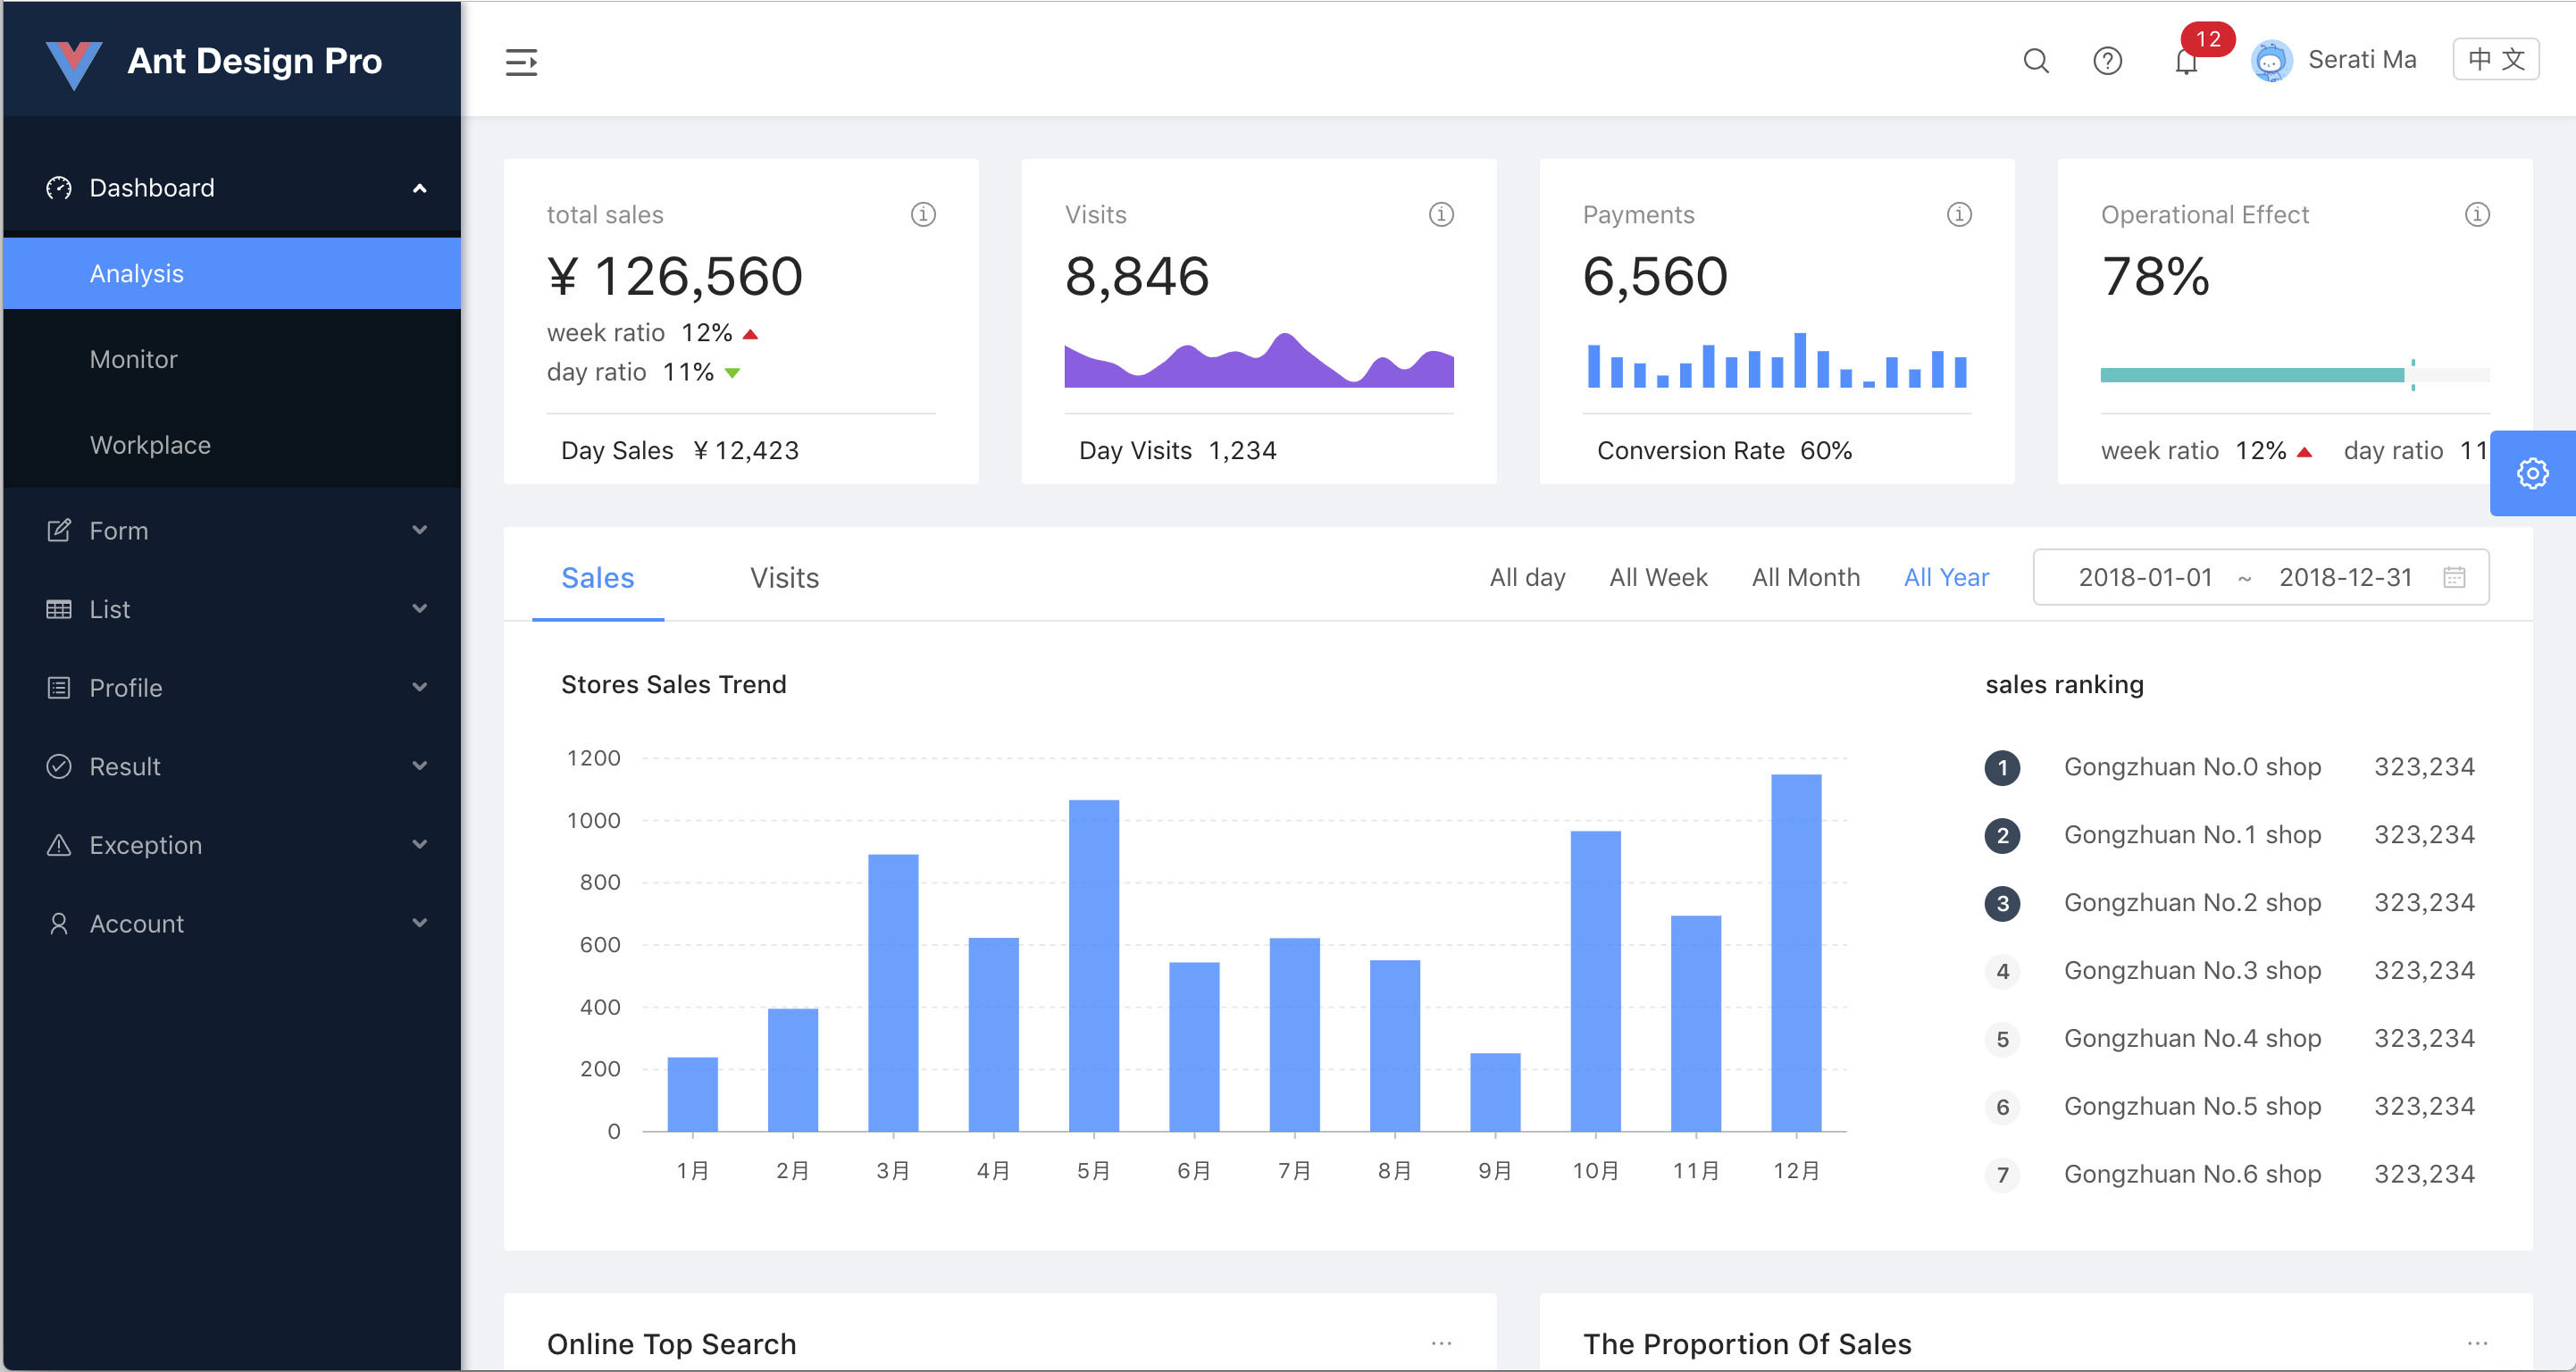 Ant Design Pro
12
Serati Ma
中 文
Dashboard
Analysis
Monitor
Workplace
Form
List
Profile
Result
Exception
Account
total sales
¥ 126,560
week ratio 12%
day ratio 11%
Day Sales ¥ 12,423
Visits
8,846
Day Visits 1,234
Payments
6,560
Conversion Rate 60%
Operational Effect
78%
week ratio 12% day ratio 11
Sales Visits
All day All Week All Month All Year 2018-01-01 ~ 2018-12-31
Stores Sales Trend
1200
1000
800
600
400
200
0
1月 2月 3月 4月 5月 6月 7月 8月 9月 10月 11月 12月
sales ranking
1 Gongzhuan No.0 shop 323,234
2 Gongzhuan No.1 shop 323,234
3 Gongzhuan No.2 shop 323,234
4 Gongzhuan No.3 shop 323,234
5 Gongzhuan No.4 shop 323,234
6 Gongzhuan No.5 shop 323,234
7 Gongzhuan No.6 shop 323,234
Online Top Search ...
The Proportion Of Sales ...